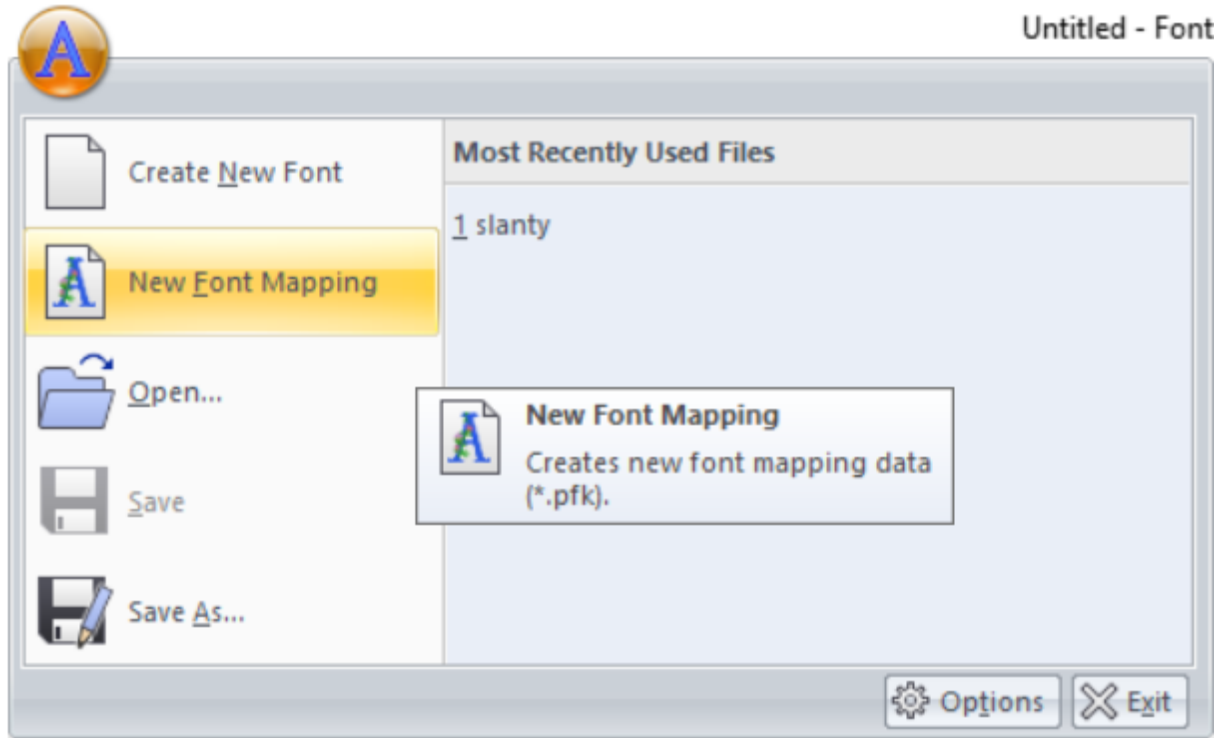 Untitled - Font
Create New Font
Most Recently Used Files
1 slanty
New Font Mapping
Open...
New Font Mapping
Creates new font mapping data
(*.pfk).
Save
Save As...
Options
Exit